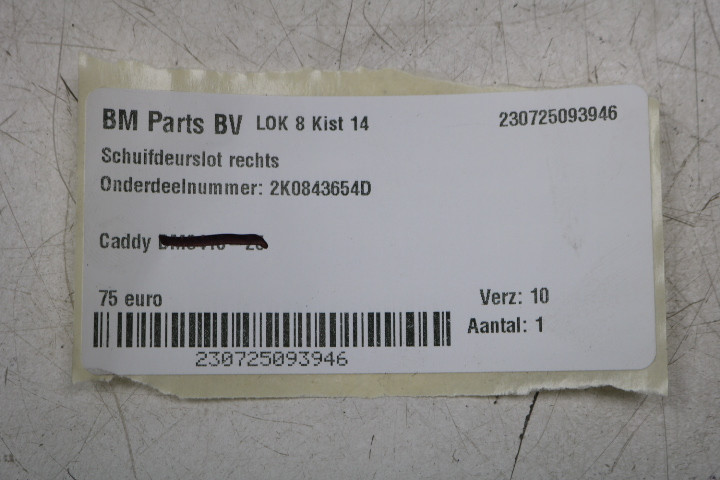 BM Parts BV LOK 8 Kist 14 230725093946
Schuifdeurslot rechts
Onderdeelnummer: 2K0843654D
Caddy
75 euro Verz: 10
Aantal: 1
230725093946